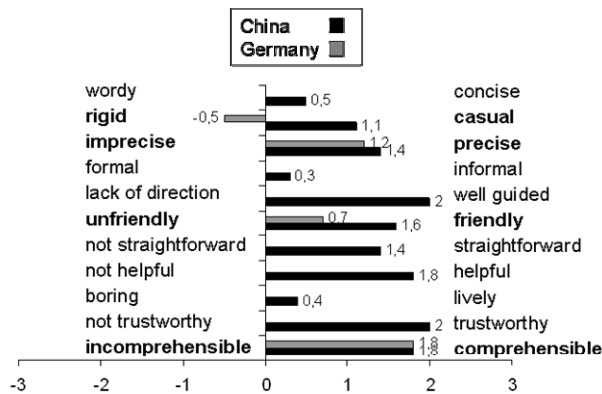 China
Germany
wordy 0,5 concise
rigid -0,5 1,1 casual
imprecise 1,2 1,4 precise
formal 0,3 informal
lack of direction 2 well guided
unfriendly 0,7 1,6 friendly
not straightforward 1,4 straightforward
not helpful 1,8 helpful
boring 0,4 lively
not trustworthy 2 trustworthy
incomprehensible 1,8 1,8 comprehensible
-3 -2 -1 0 1 2 3